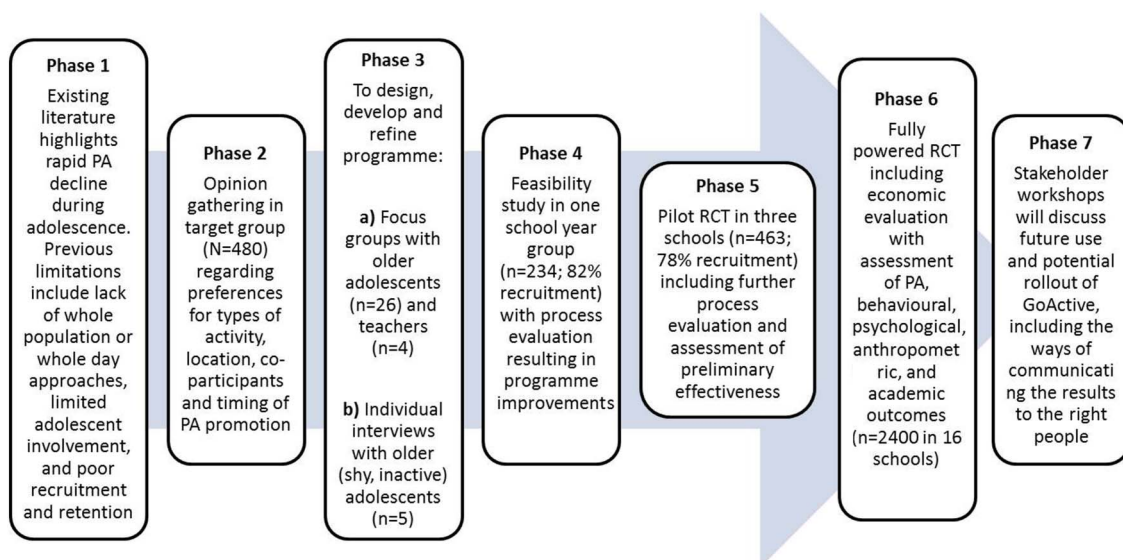 Phase 1
Existing
literature
highlights
rapid PA
decline
during
adolescence.
Previous
limitations
include lack
of whole
population or
whole day
approaches,
limited
adolescent
involvement,
and poor
recruitment
and retention
Phase 2
Opinion
gathering in
target group
(N=480)
regarding
preferences
for types of
activity,
location, co-
participants
and timing of
PA promotion
Phase 3
To design,
develop and
refine
programme:
a) Focus
groups with
older
adolescents
(n=26) and
teachers
(n=4)
b) Individual
interviews
with older
(shy, inactive)
adolescents
(n=5)
Phase 4
Feasibility
study in one
school year
group
(n=234; 82%
recruitment)
with process
evaluation
resulting in
programme
improvements
Phase 5
Pilot RCT in three
schools (n=463;
78% recruitment)
including further
process
evaluation and
assessment of
preliminary
effectiveness
Phase 6
Fully
powered RCT
including
economic
evaluation
with
assessment
of PA,
behavioural,
psychological,
anthropomet
ric, and
academic
outcomes
(n=2400 in 16
schools)
Phase 7
Stakeholder
workshops
will discuss
future use
and potential
rollout of
GoActive,
including the
ways of
communicati
ng the results
to the right
people